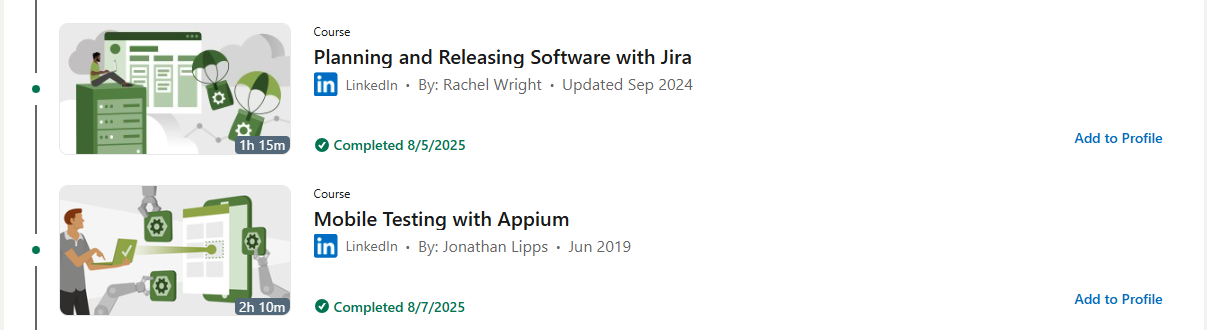 Course
Planning and Releasing Software with Jira
in LinkedIn • By: Rachel Wright • Updated Sep 2024
1h 15m
Completed 8/5/2025
Add to Profile
Course
Mobile Testing with Appium
in LinkedIn • By: Jonathan Lipps • Jun 2019
2h 10m
Completed 8/7/2025
Add to Profile